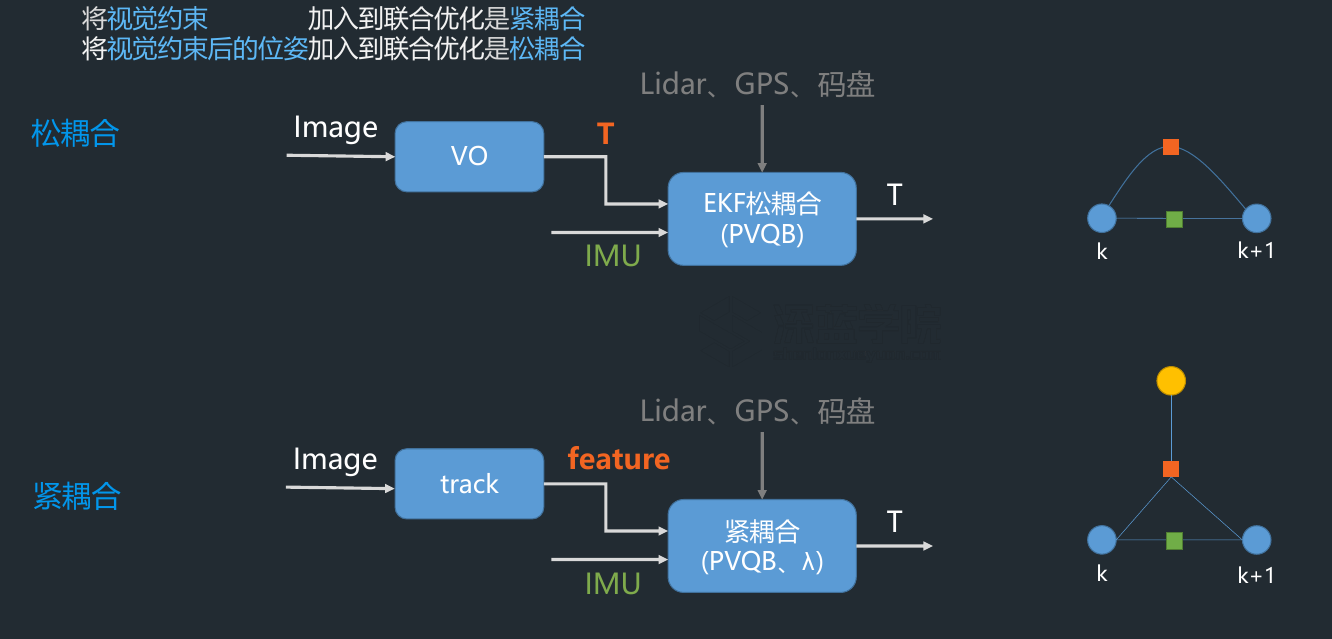 将视觉约束 加入到联合优化是紧耦合
将视觉约束后的位姿加入到联合优化是松耦合
Lidar、GPS、码盘
松耦合
Image
VO
T
EKF松耦合
(PVQB)
T
IMU
k
k+1
Lidar、GPS、码盘
Image
feature
紧耦合
track
紧耦合
(PVQB、λ)
T
IMU
k
k+1